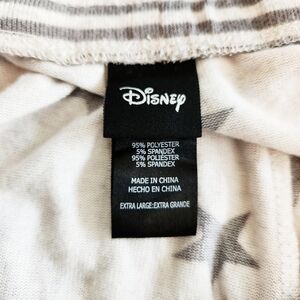 Disney
95% POLYESTER
5% SPANDEX
95% POLIÉSTER
5% SPANDEX
MADE IN CHINA
HECHO EN CHINA
EXTRA LARGE:EXTRA GRANDE